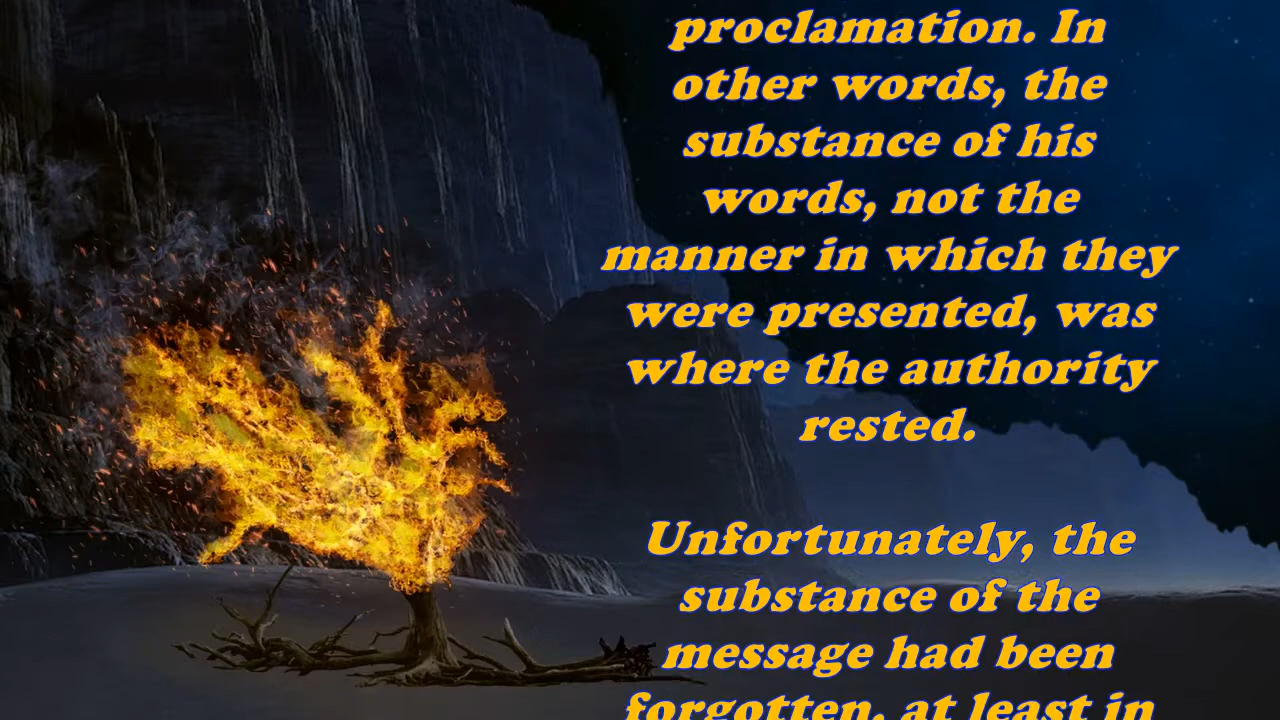 proclamation. In
other words, the
substance of his
words, not the
manner in which they
were presented, was
where the authority
rested.
Unfortunately, the
substance of the
message had been
forgotten, at least in